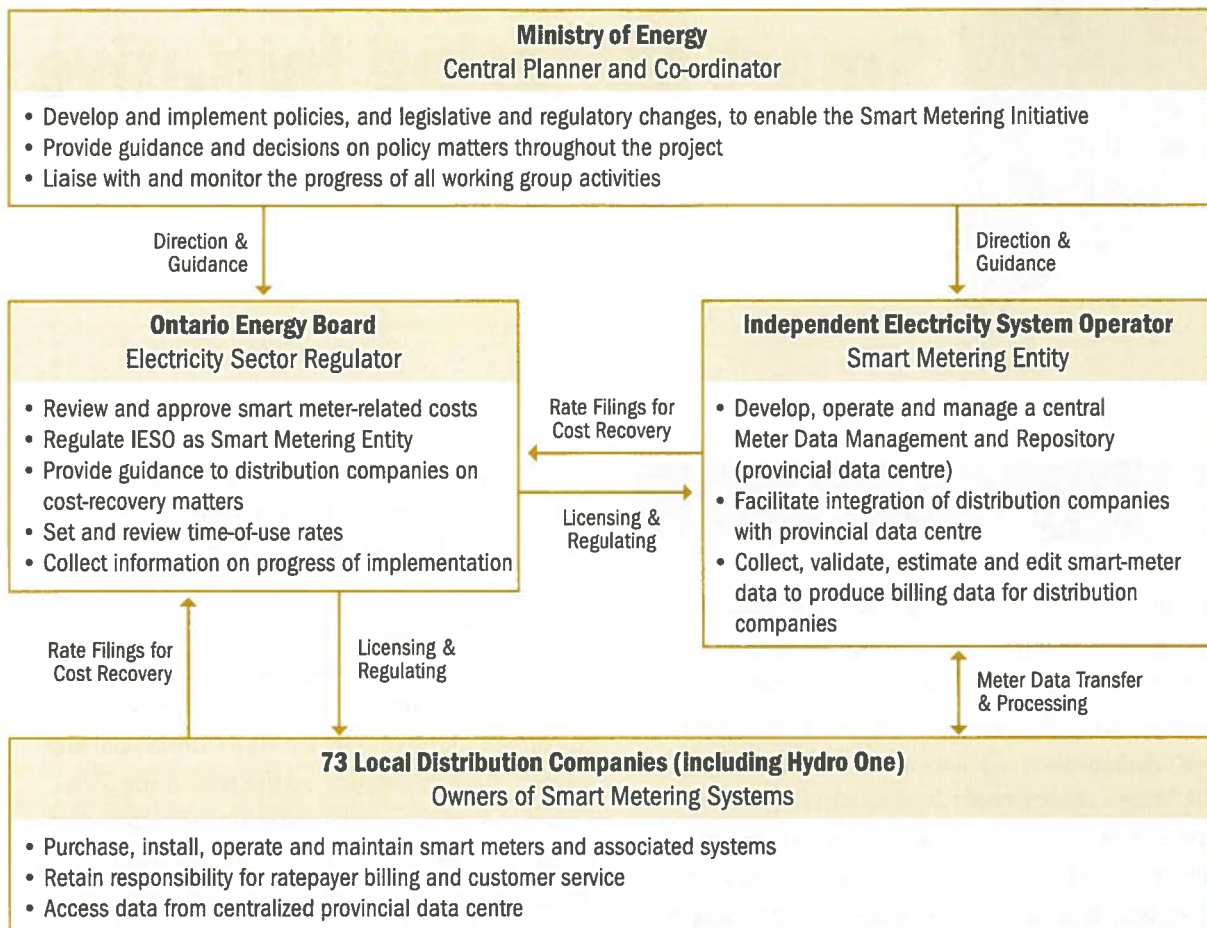 Ministry of Energy
Central Planner and Co-ordinator
• Develop and implement policies, and legislative and regulatory changes, to enable the Smart Metering Initiative
• Provide guidance and decisions on policy matters throughout the project
• Liaise with and monitor the progress of all working group activities
Direction &
Guidance
Direction &
Guidance
Ontario Energy Board
Electricity Sector Regulator
• Review and approve smart meter-related costs
• Regulate IESO as Smart Metering Entity
• Provide guidance to distribution companies on
cost-recovery matters
• Set and review time-of-use rates
• Collect information on progress of implementation
Rate Filings for
Cost Recovery
Licensing &
Regulating
Independent Electricity System Operator
Smart Metering Entity
• Develop, operate and manage a central
Meter Data Management and Repository
(provincial data centre)
• Facilitate integration of distribution companies
with provincial data centre
• Collect, validate, estimate and edit smart-meter
data to produce billing data for distribution
companies
Rate Filings for
Cost Recovery
Licensing &
Regulating
Meter Data Transfer
& Processing
73 Local Distribution Companies (including Hydro One)
Owners of Smart Metering Systems
• Purchase, install, operate and maintain smart meters and associated systems
• Retain responsibility for ratepayer billing and customer service
• Access data from centralized provincial data centre